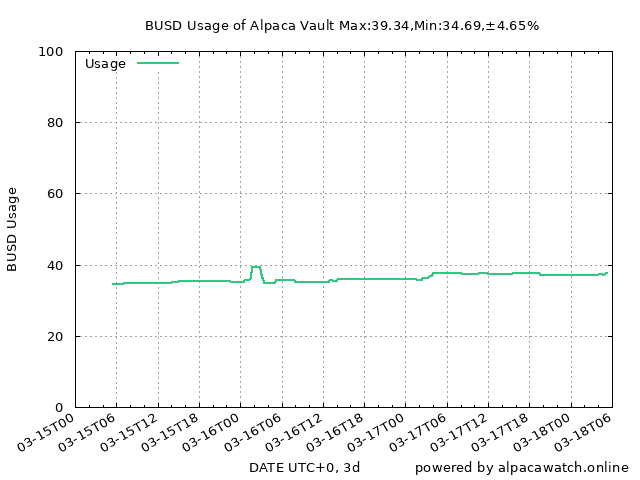 BUSD Usage of Alpaca Vault Max:39.34,Min:34.69,±4.65%
Usage
100
80
60
40
20
0
BUSD Usage
03-15T00
03-15T06
03-15T12
03-15T18
03-16T00
03-16T06
03-16T12
03-16T18
03-17T00
03-17T06
03-17T12
03-17T18
03-18T00
03-18T06
DATE UTC+0, 3d
powered by alpacawatch.online